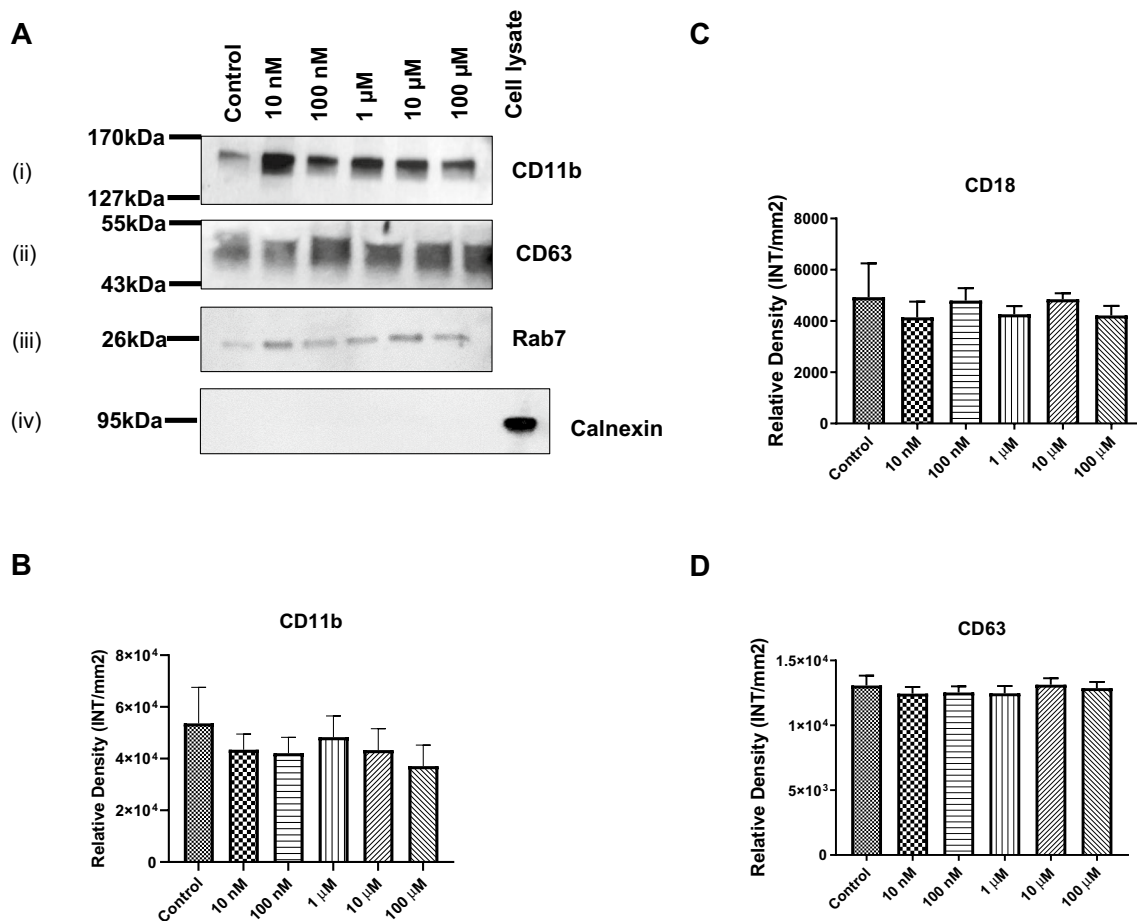 A
Control
10 nM
100 nM
1 µM
10 µM
100 µM
Cell lysate
(i)
170kDa
127kDa
CD11b
(ii)
55kDa
43kDa
CD63
(iii)
26kDa
Rab7
(iv)
95kDa
Calnexin
C
CD18
Relative Density (INT/mm2)
8000
6000
4000
2000
0
Control
10 nM
100 nM
1 µM
10 µM
100 µM
B
CD11b
Relative Density (INT/mm2)
8×10⁴
6×10⁴
4×10⁴
2×10⁴
0
Control
10 nM
100 nM
1 µM
10 µM
100 µM
D
CD63
Relative Density (INT/mm2)
1.5×10⁴
1×10⁴
5×10³
0
Control
10 nM
100 nM
1 µM
10 µM
100 µM